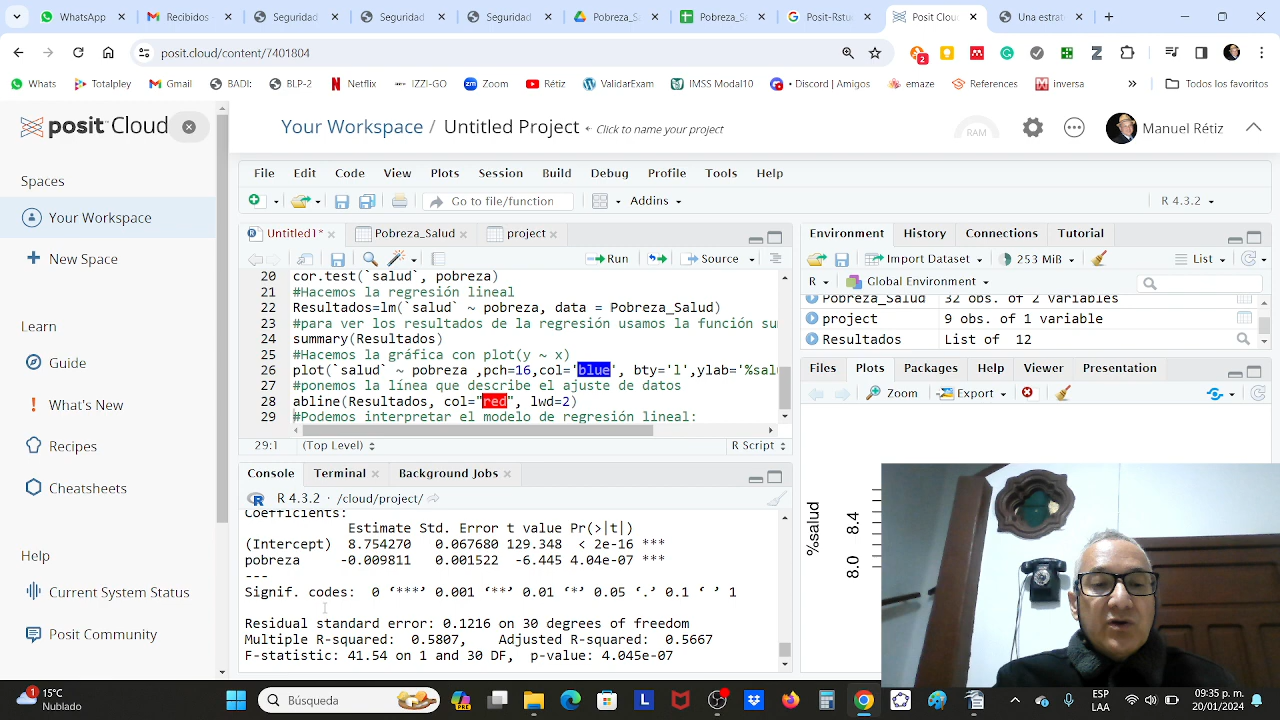 WhatsApp
Recibidos
Seguridad
Seguridad
Seguridad
Pobreza_S
Pobreza_S
Posit-Rstu
Posit Clou
Una estrat
posit.cloud/content/7401804
2
Whats
Totalpley
Gmail
BADI:
BLP-2
Netflix
IZZI-GO
Zoom
Rétiz
ValidarExam
IMSS Modal10
• Discord | Amigos
emaze
References
inversa
Todos los favoritos
posit Cloud
Your Workspace / Untitled Project
Click to name your project
RAM
Manuel Rétiz
Spaces
Your Workspace
New Space
Learn
Guide
What's New
Recipes
Cheatsheets
Help
Current System Status
Posit Community
File Edit Code View Plots Session Build Debug Profile Tools Help
Go to file/function
Addins
R 4.3.2
Untitled1*
Pobreza_Salud
project
Run
Source
20 cor.test(`salud`, pobreza)
21 #Hacemos la regresión lineal
22 Resultados=lm(`salud` ~ pobreza, data = Pobreza_Salud)
23 #para ver los resultados de la regresión usamos la función su
24 summary(Resultados)
25 #Hacemos la gráfica con plot(y ~ x)
26 plot(`salud` ~ pobreza ,pch=16,col='blue', bty='l',ylab='%salu
27 #ponemos la línea que describe el ajuste de datos
28 abline(Resultados, col="red", lwd=2)
29 #Podemos interpretar el modelo de regresión lineal:
29:1 (Top Level)
R Script
Console
Terminal
Background Jobs
R 4.3.2 · /cloud/project/
Coefficients:
Estimate Std. Error t value Pr(>|t|)
(Intercept) 8.754270 0.067680 129.348 < 2e-16 ***
pobreza -0.009811 0.001522 -6.445 4.04e-07 ***
---
Signif. codes: 0 ‘***’ 0.001 ‘**’ 0.01 ‘*’ 0.05 ‘.’ 0.1 ‘ ’ 1
Residual standard error: 0.1216 on 30 degrees of freedom
Multiple R-squared: 0.5807, Adjusted R-squared: 0.5667
F-statistic: 41.54 on 1 and 30 DF, p-value: 4.045e-07
Environment
History
Connections
Tutorial
Import Dataset
253 MiB
List
R
Global Environment
Pobreza_Salud 32 obs. of 2 variables
project 9 obs. of 1 variable
Resultados List of 12
Files
Plots
Packages
Help
Viewer
Presentation
Zoom
Export
%salud
8.4
8.0
1
15°C
Nublado
Búsqueda
PRE
L
ESP
LAA
09:35 p. m.
20/01/2024